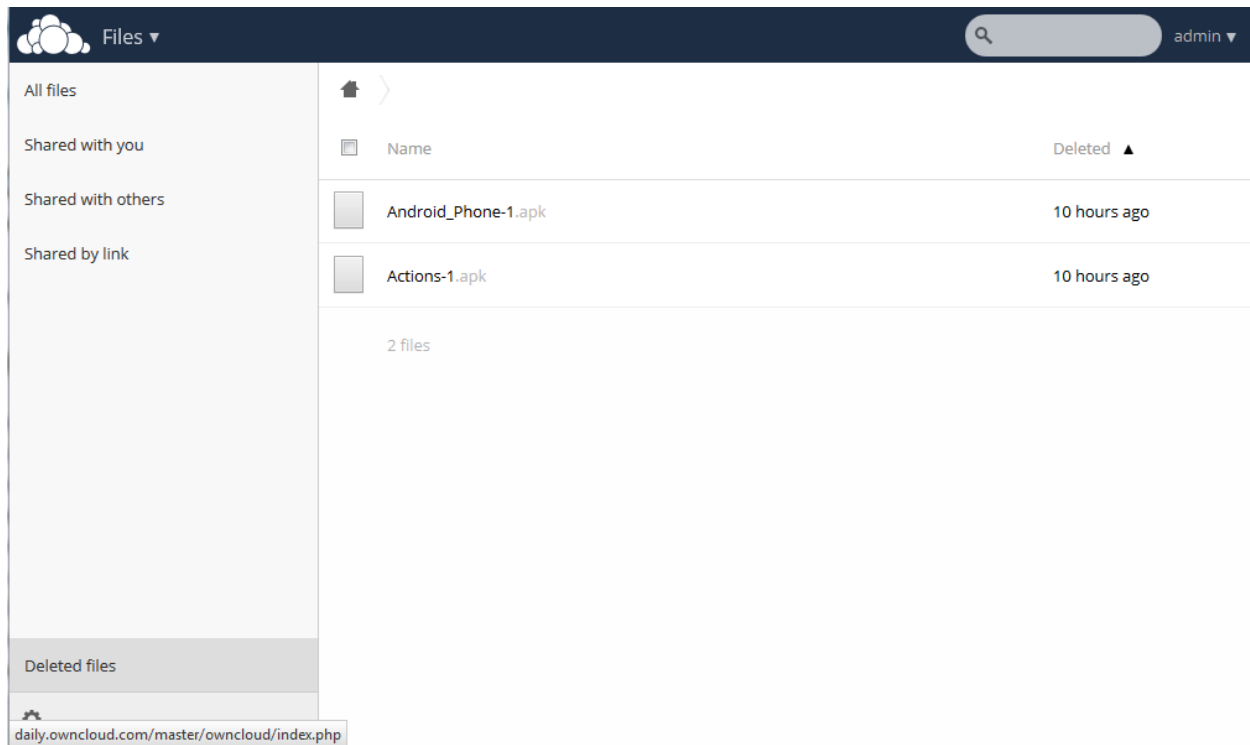 Files ▾
admin ▾
All files
Shared with you
Shared with others
Shared by link
Name Deleted ▲
Android_Phone-1.apk 10 hours ago
Actions-1.apk 10 hours ago
2 files
Deleted files
daily.owncloud.com/master/owncloud/index.php